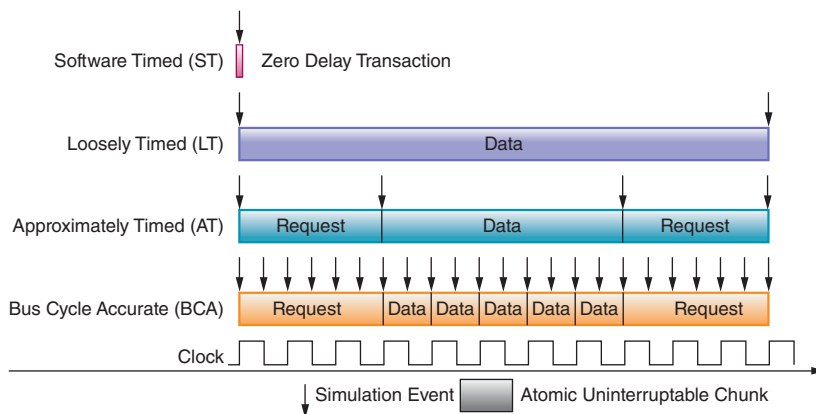 Software Timed (ST) Zero Delay Transaction
Loosely Timed (LT) Data
Approximately Timed (AT) Request Data Request
Bus Cycle Accurate (BCA) Request Data Data Data Data Data Request
Clock
Simulation Event Atomic Uninterruptable Chunk